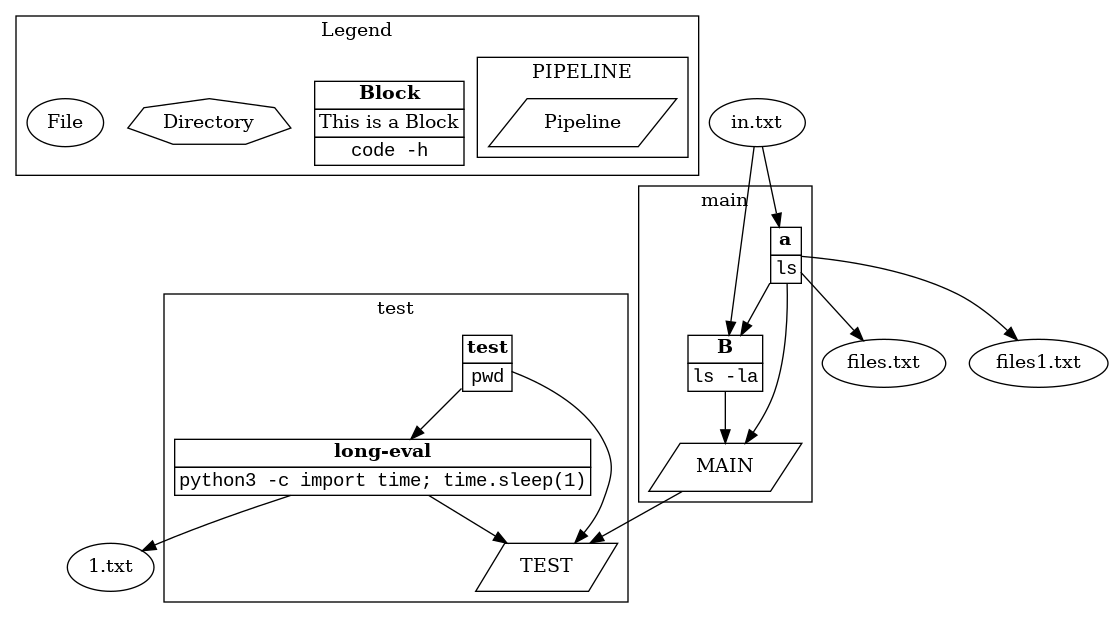 Legend
PIPELINE
File
Directory
Block
This is a Block
code -h
Pipeline
in.txt
main
a
ls
test
test
pwd
B
ls -la
files.txt
files1.txt
long-eval
python3 -c import time; time.sleep(1)
MAIN
1.txt
TEST